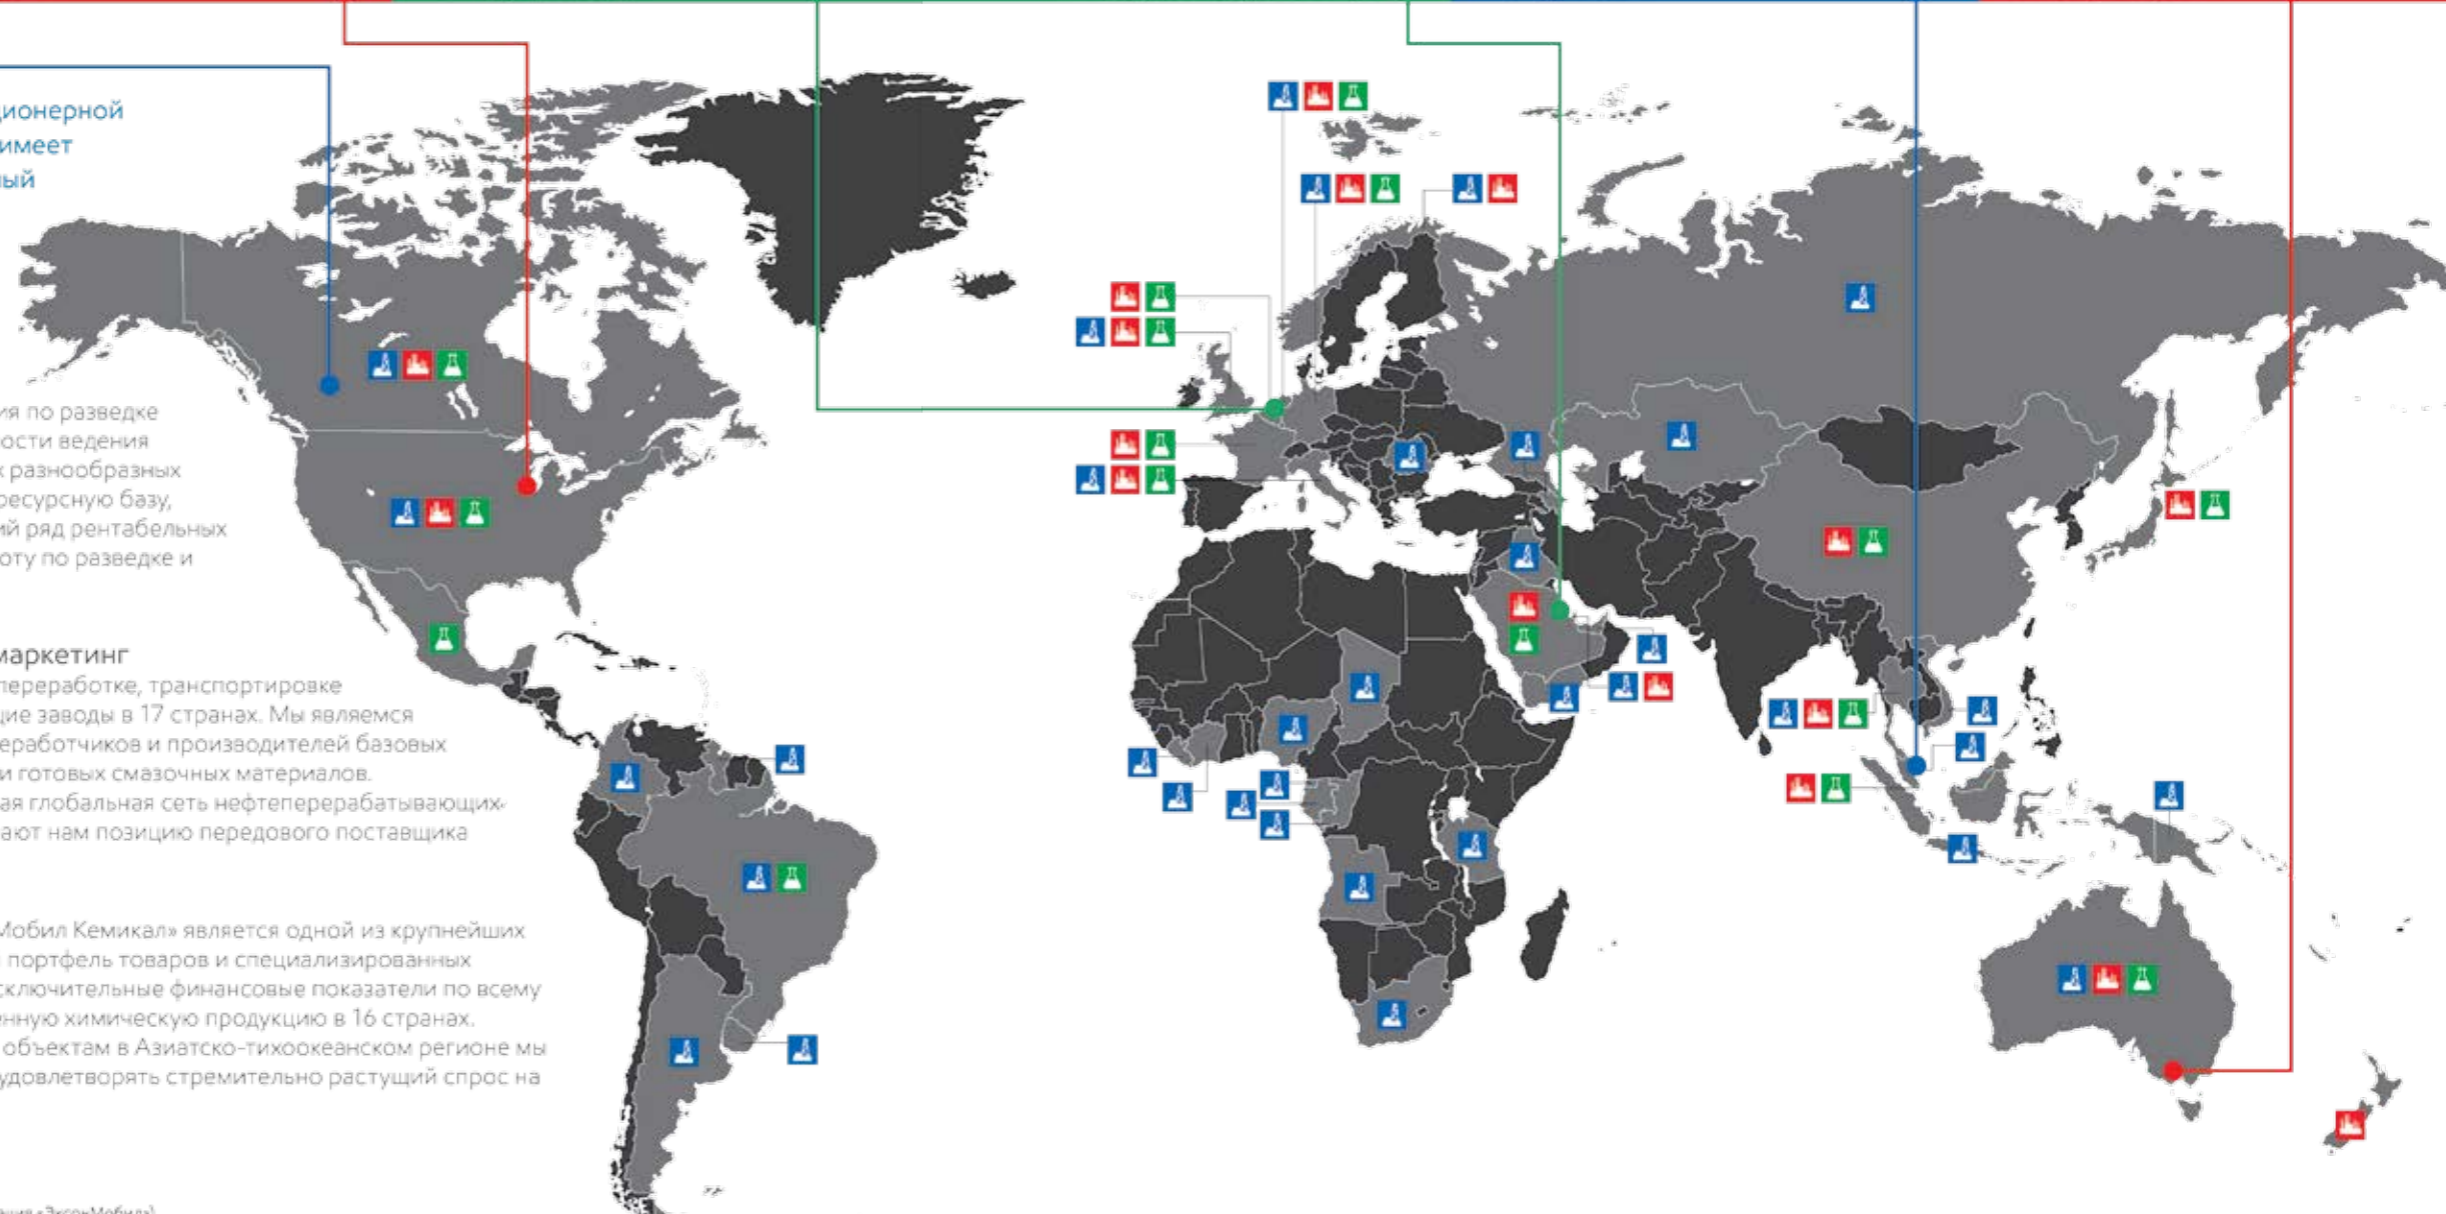 ционерной
имеет
ный
ия по разведке
ости ведения
х разнообразных
ресурсную базу,
ий ряд рентабельных
оту по разведке и
маркетинг
переработке, транспортировке
щие заводы в 17 странах. Мы являемся
еработчиков и производителей базовых
и готовых смазочных материалов.
ая глобальная сеть нефтеперерабатывающих
ают нам позицию передового поставщика
Мобил Кемикал» является одной из крупнейших
портфель товаров и специализированных
сключительные финансовые показатели по всему
енную химическую продукцию в 16 странах.
объектам в Азиатско-тихоокеанском регионе мы
удовлетворять стремительно растущий спрос на
«ЭксонМобил»)